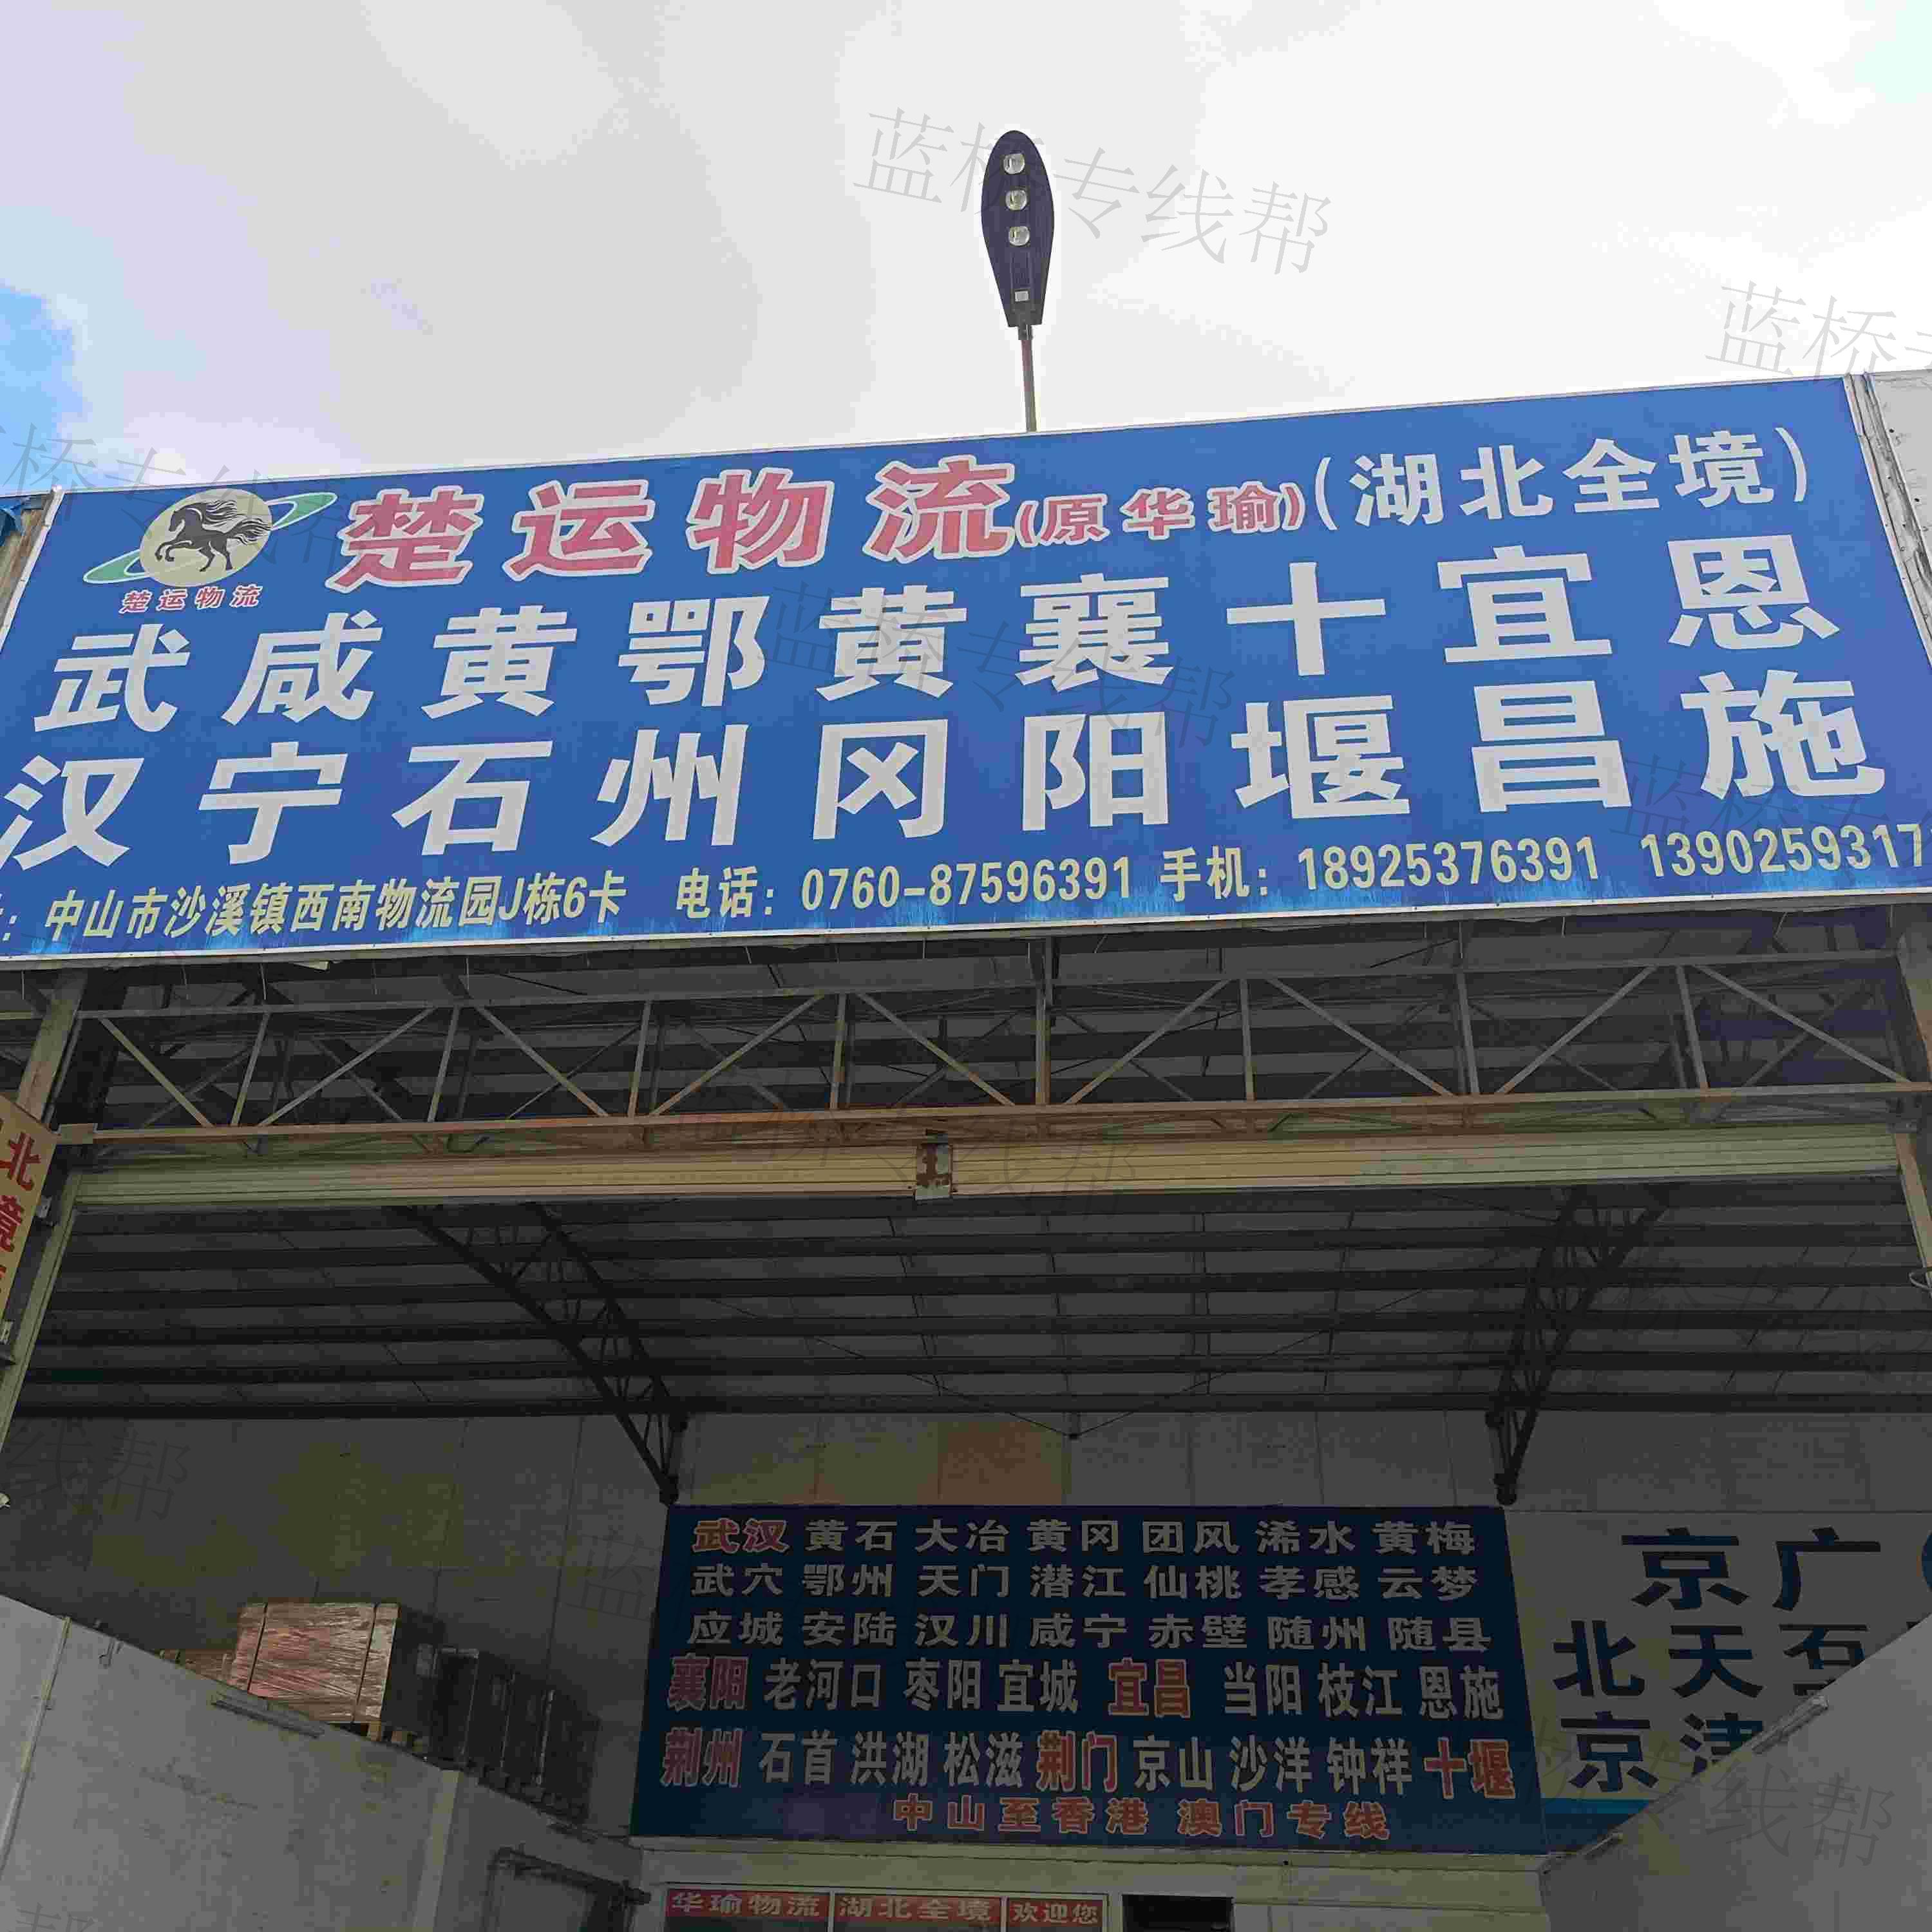 楚运物流(原华瑜)(湖北全境)
楚运物流
武咸黄鄂黄襄十宜恩
汉宁石州冈阳堰昌施
：中山市沙溪镇西南物流园J栋6卡 电话：0760-87596391 手机：18925376391 13902593177
北
境
武汉 黄石 大冶 黄冈 团风 浠水 黄梅
武穴 鄂州 天门 潜江 仙桃 孝感 云梦
应城 安陆 汉川 咸宁 赤壁 随州 随县
襄阳 老河口 枣阳 宜城 宜昌 当阳 枝江 恩施
荆州 石首 洪湖 松滋 荆门 京山 沙洋 钟祥 十堰
中山至香港 澳门专线
京广
北天石
京津
华瑜物流 湖北全境 欢迎您
蓝桥专线帮